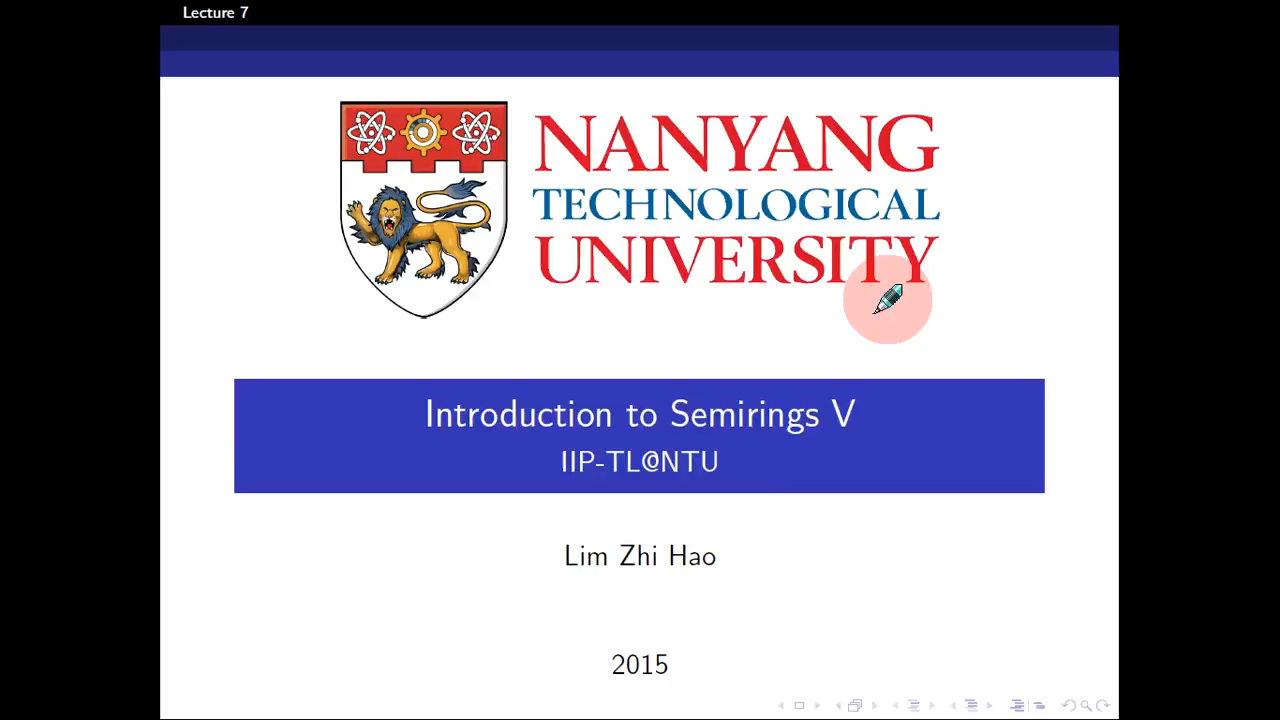 Lecture 7
NANYANG
TECHNOLOGICAL
UNIVERSITY
Introduction to Semirings V
IIP-TL@NTU
Lim Zhi Hao
2015